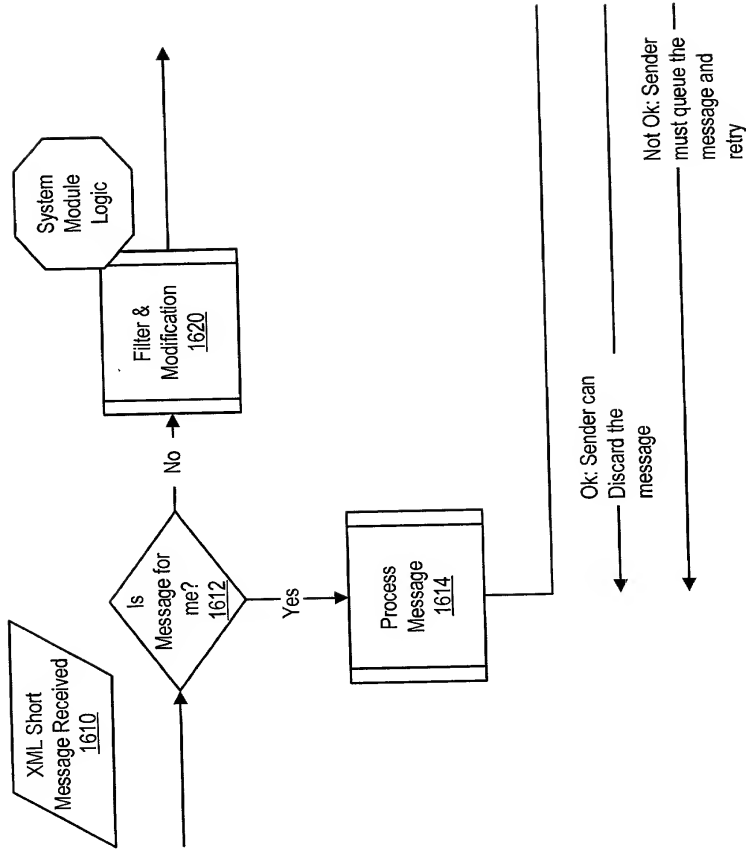 XML Short
Message Received
1610
Is
Message for
me?
1612
No
Filter &
Modification
1620
System
Module
Logic
Yes
Process
Message
1614
Ok: Sender can
Discard the
message
Not Ok: Sender
must queue the
message and
retry